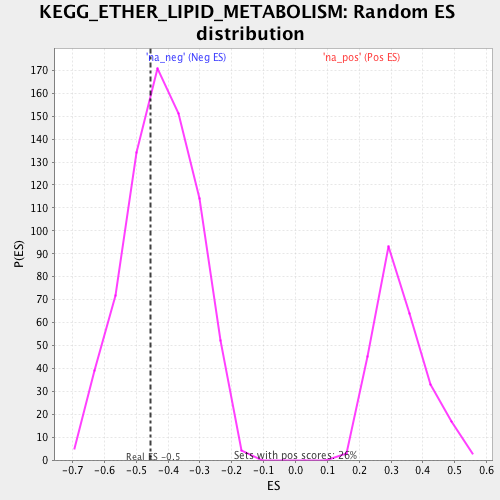 KEGG_ETHER_LIPID_METABOLISM: Random ES
distribution
'na_neg' (Neg ES)
'na_pos' (Pos ES)
170
160
150
140
130
120
110
100
90
80
70
60
50
40
30
20
10
0
P(ES)
Real ES -0.5
Sets with pos scores: 26%
-0.7 -0.6 -0.5 -0.4 -0.3 -0.2 -0.1 0.0 0.1 0.2 0.3 0.4 0.5 0.6
ES